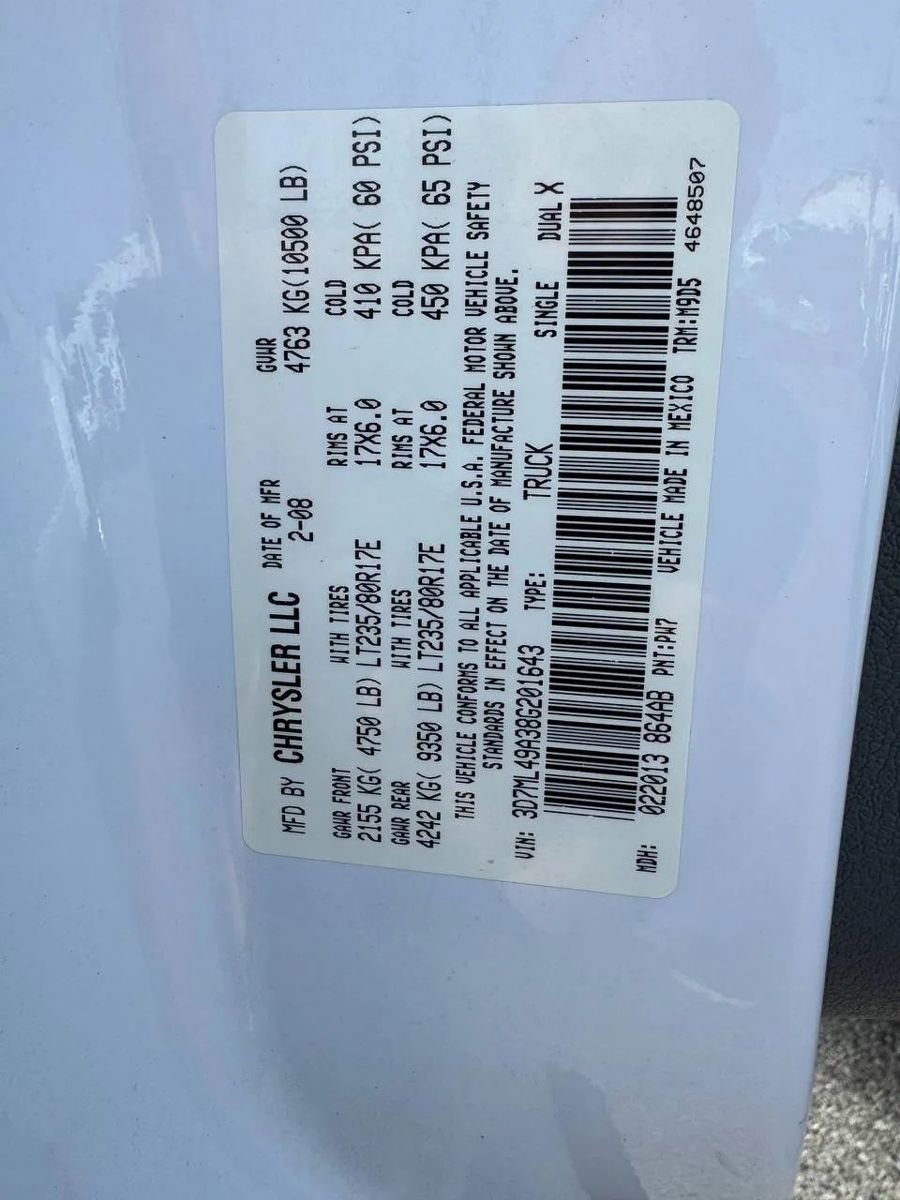 MFD BY CHRYSLER LLC DATE OF MFR 2-08 GVWR 4763 KG(10500 LB)
GAWR FRONT WITH TIRES RIMS AT COLD
2155 KG( 4750 LB) LT235/80R17E 17X6.0 410 KPA( 60 PSI)
GAWR REAR WITH TIRES RIMS AT COLD
4242 KG( 9350 LB) LT235/80R17E 17X6.0 450 KPA( 65 PSI)
THIS VEHICLE CONFORMS TO ALL APPLICABLE U.S.A. FEDERAL MOTOR VEHICLE SAFETY
STANDARDS IN EFFECT ON THE DATE OF MANUFACTURE SHOWN ABOVE.
VIN: 3D7ML49A38G201643 TYPE: TRUCK SINGLE DUAL X
MDH: 022013 864AB PNT:PW7 VEHICLE MADE IN MEXICO TRM:M9D5 4648507